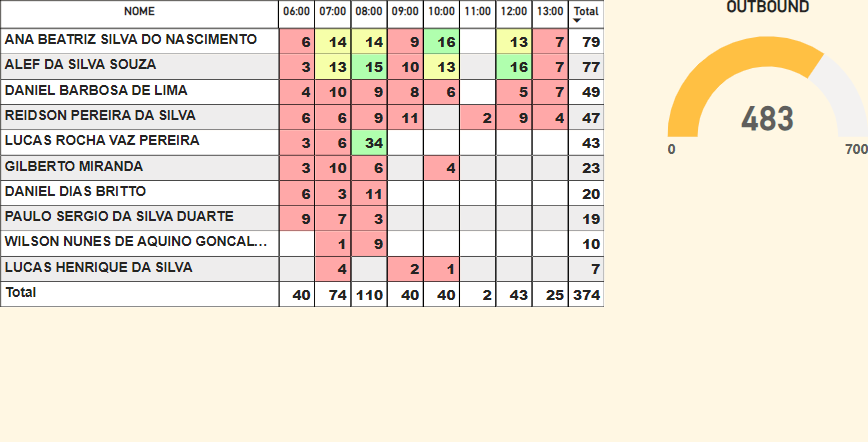 NOME 06:00 07:00 08:00 09:00 10:00 11:00 12:00 13:00 Total
ANA BEATRIZ SILVA DO NASCIMENTO 6 14 14 9 16 13 7 79
ALEF DA SILVA SOUZA 3 13 15 10 13 16 7 77
DANIEL BARBOSA DE LIMA 4 10 9 8 6 5 7 49
REIDSON PEREIRA DA SILVA 6 6 9 11 2 9 4 47
LUCAS ROCHA VAZ PEREIRA 3 6 34 43
GILBERTO MIRANDA 3 10 6 4 23
DANIEL DIAS BRITTO 6 3 11 20
PAULO SERGIO DA SILVA DUARTE 9 7 3 19
WILSON NUNES DE AQUINO GONCAL... 1 9 10
LUCAS HENRIQUE DA SILVA 4 2 1 7
Total 40 74 110 40 40 2 43 25 374
OUTBOUND
483
0 700